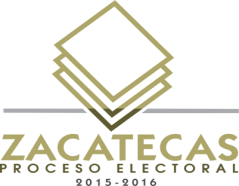 ZACATECAS
PROCESO ELECTORAL
2015-2016